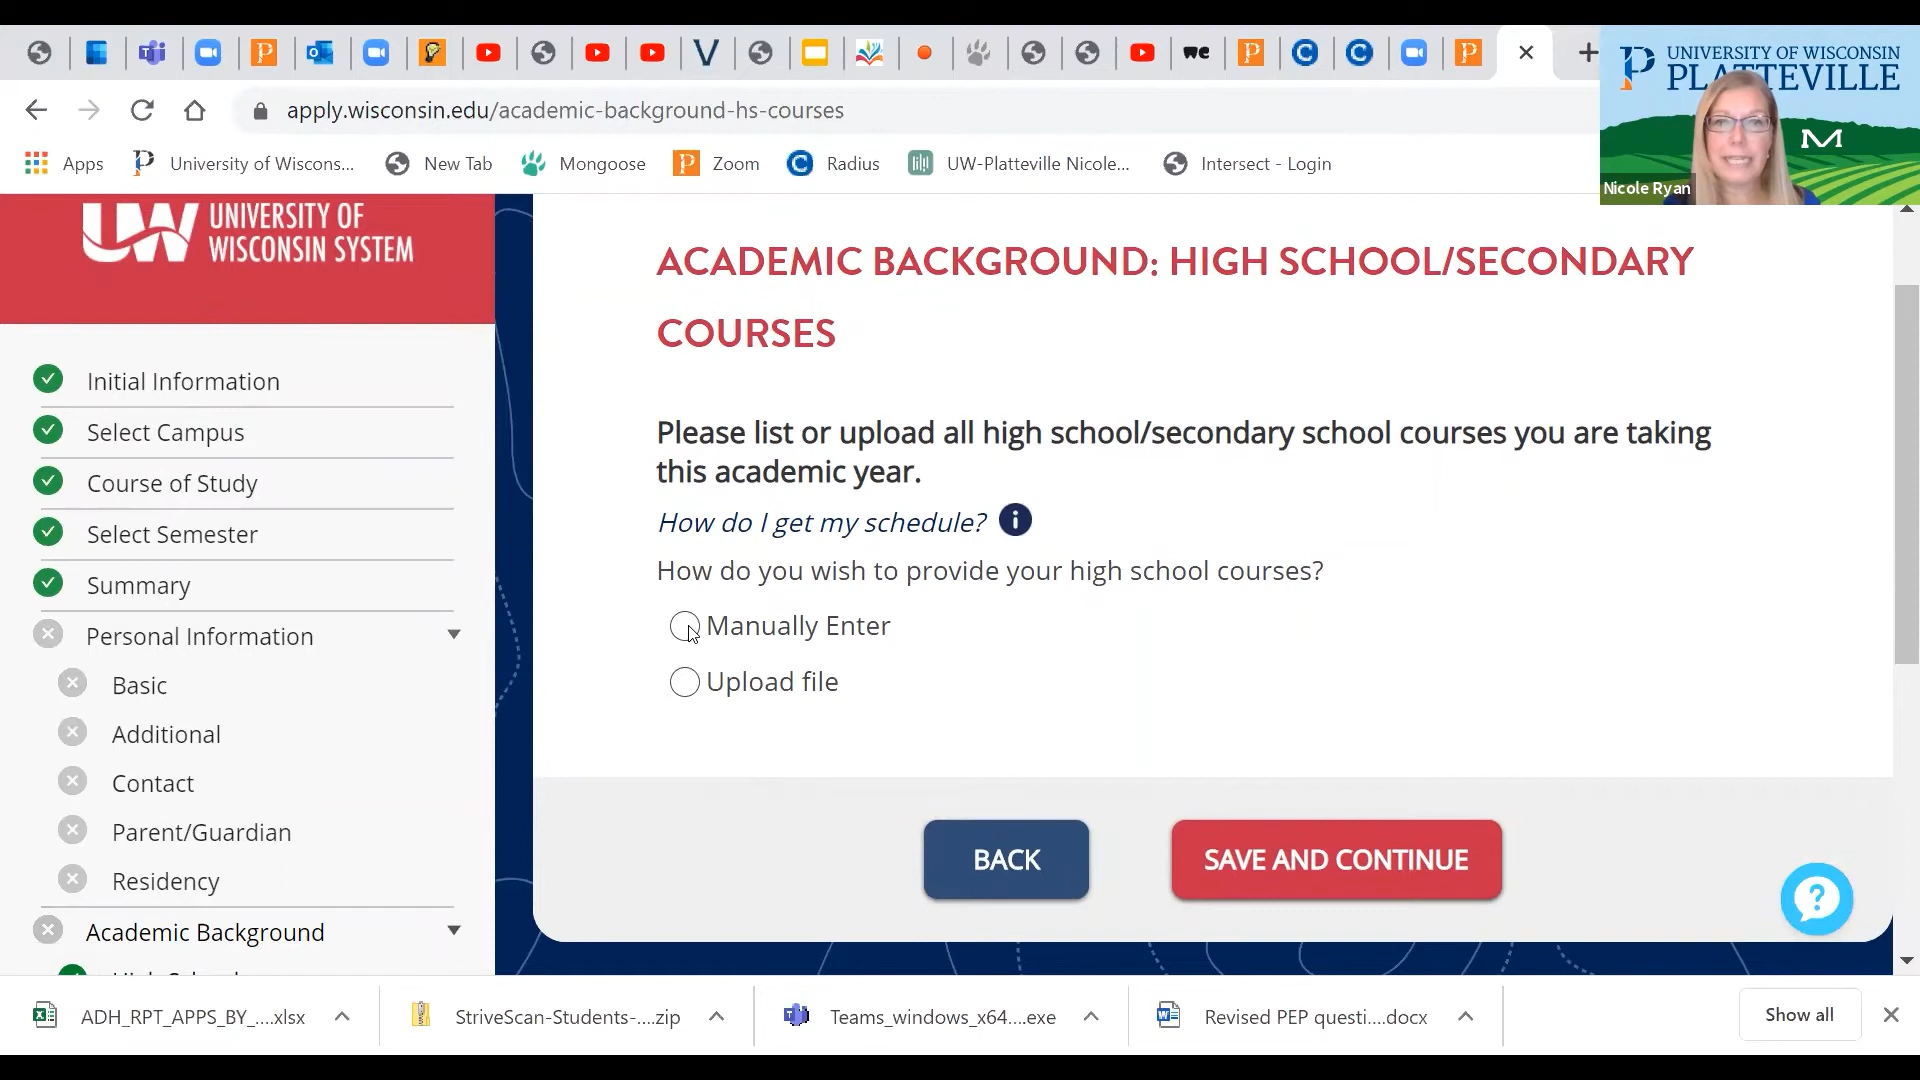 UNIVERSITY OF WISCONSIN
PLATTEVILLE
Nicole Ryan
apply.wisconsin.edu/academic-background-hs-courses
Apps
University of Wiscons...
New Tab
Mongoose
Zoom
Radius
UW-Platteville Nicole...
Intersect - Login
UW UNIVERSITY OF
WISCONSIN SYSTEM
Initial Information
Select Campus
Course of Study
Select Semester
Summary
Personal Information
Basic
Additional
Contact
Parent/Guardian
Residency
Academic Background
ACADEMIC BACKGROUND: HIGH SCHOOL/SECONDARY
COURSES
Please list or upload all high school/secondary school courses you are taking
this academic year.
How do I get my schedule?
How do you wish to provide your high school courses?
Manually Enter
Upload file
BACK
SAVE AND CONTINUE
ADH_RPT_APPS_BY_....xlsx
StriveScan-Students-....zip
Teams_windows_x64....exe
Revised PEP questi....docx
Show all